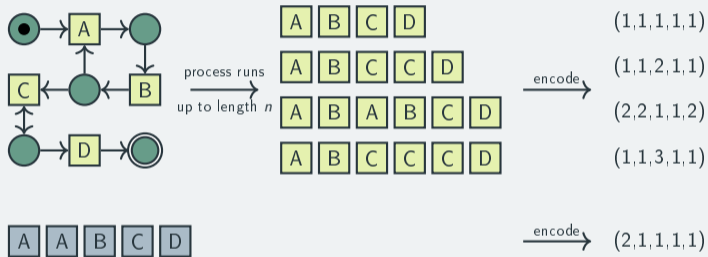 A
C B
D
process runs
up to length n
A B C D
A B C C D
A B A B C D
A B C C C D
encode
(1,1,1,1,1)
(1,1,2,1,1)
(2,2,1,1,2)
(1,1,3,1,1)
A A B C D
encode
(2,1,1,1,1)